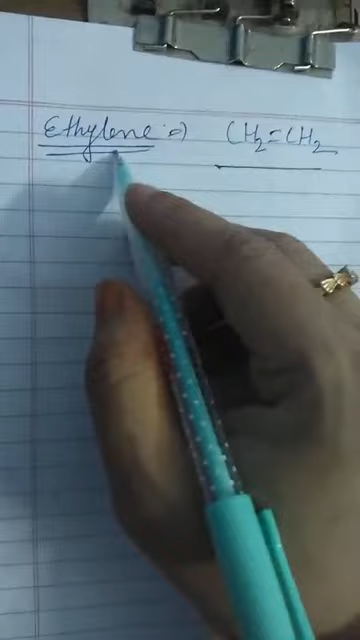 Ethylene ⇒ CH₂=CH₂